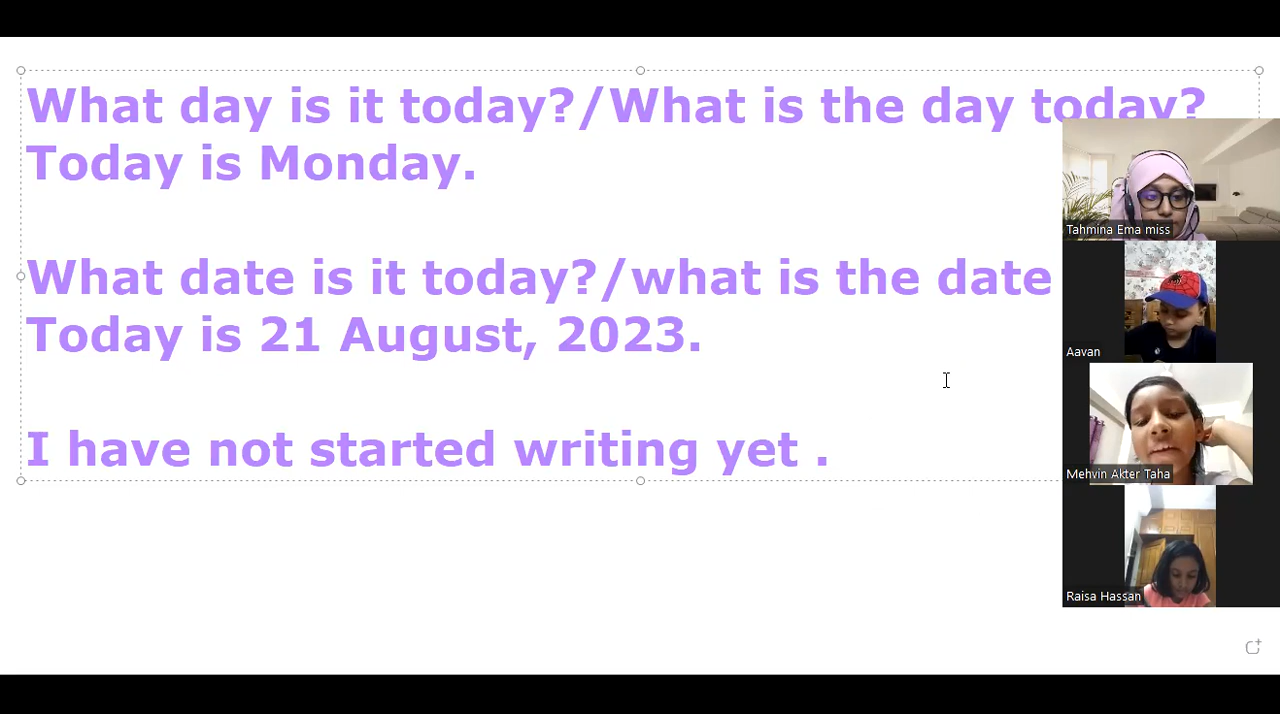 What day is it today?/What is the day today?
Today is Monday.
What date is it today?/what is the date
Today is 21 August, 2023.
I have not started writing yet .
Tahmina Ema miss
Aavan
Mehvin Akter Taha
Raisa Hassan